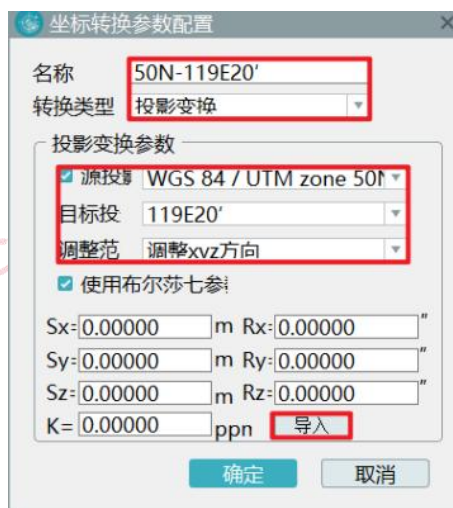 坐标转换参数配置
名称 50N-119E20′
转换类型 投影变换
投影变换参数
源投影 WGS 84 / UTM zone 50N
目标投 119E20′
调整范 调整xyz方向
使用布尔莎七参
Sx= 0.00000 m Rx= 0.00000 "
Sy= 0.00000 m Ry= 0.00000 "
Sz= 0.00000 m Rz= 0.00000 "
K= 0.00000 ppn 导入
确定 取消